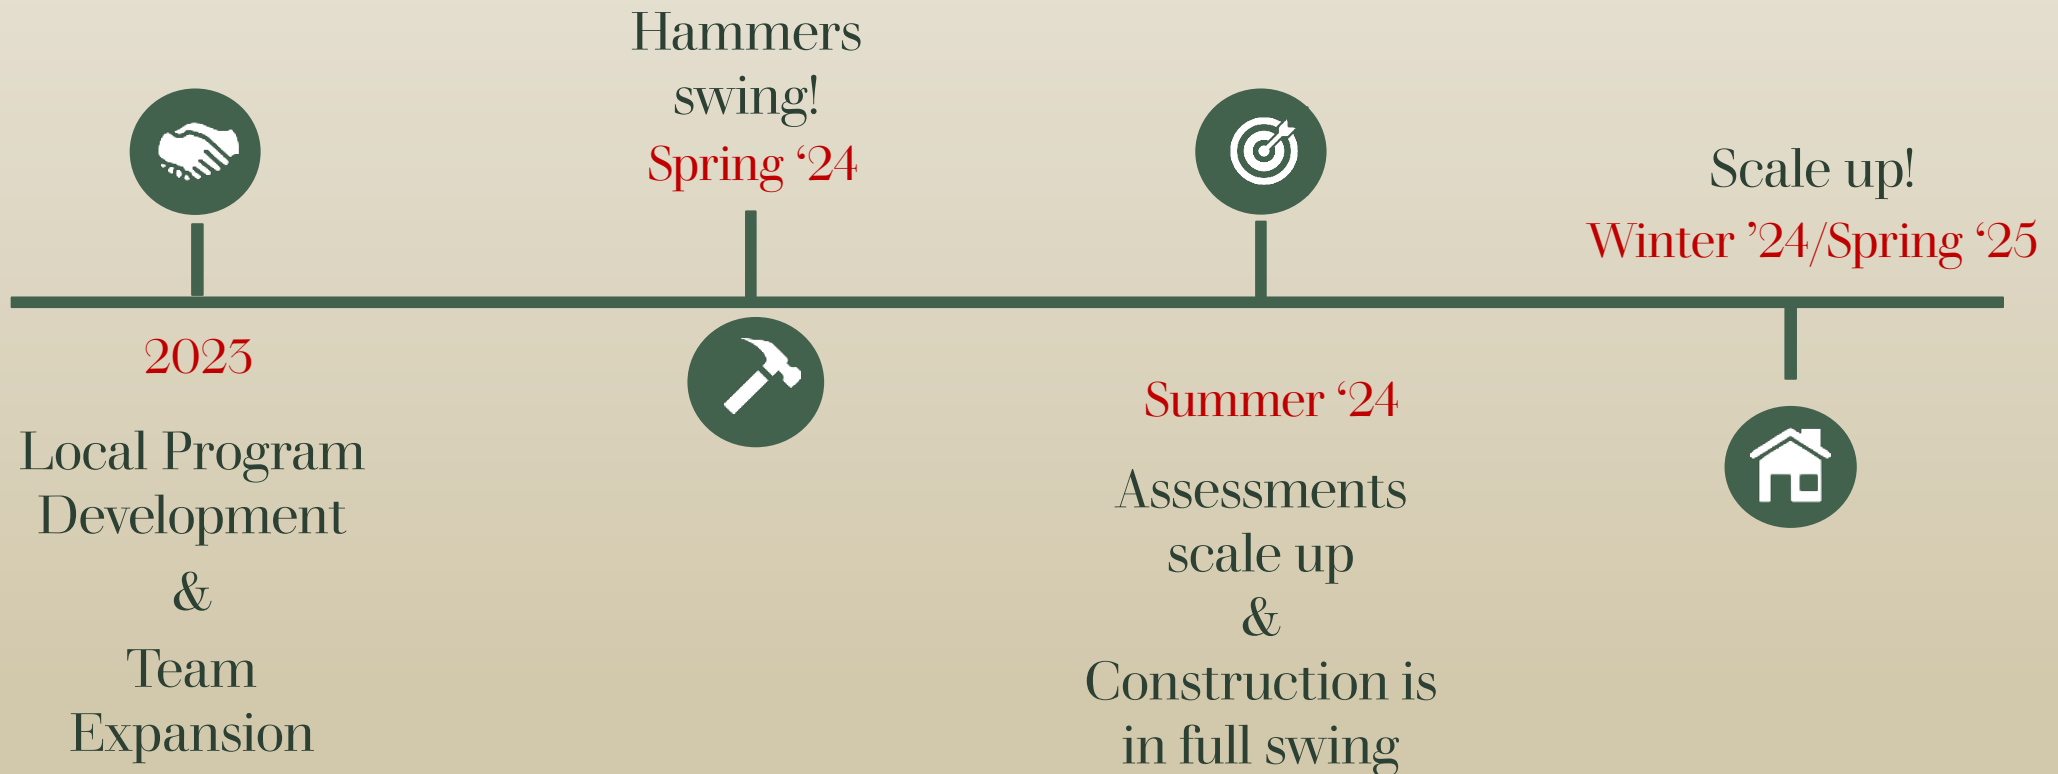 2023
Local Program
Development
&
Team
Expansion
Hammers
swing!
Spring ‘24
Summer ‘24
Assessments
scale up
&
Construction is
in full swing
Scale up!
Winter ’24/Spring ‘25